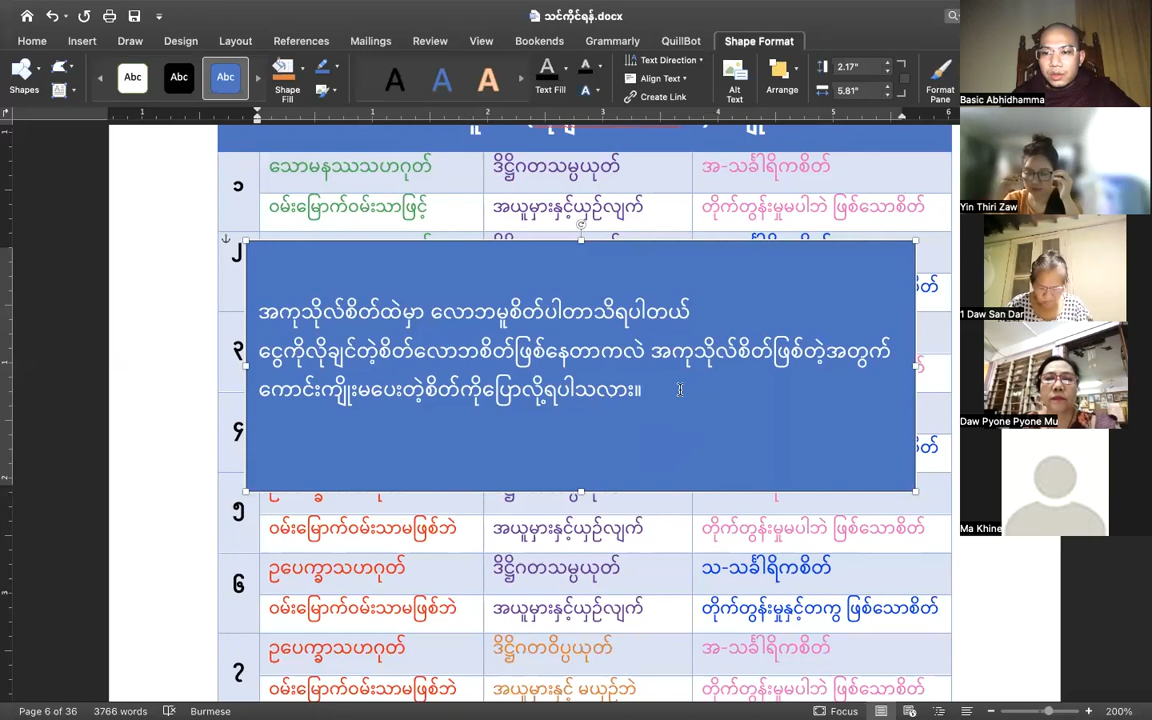 သင်ကိုင်ရန်.docx
Home Insert Draw Design Layout References Mailings Review View Bookends Grammarly QuillBot Shape Format
Shapes
Abc Abc Abc
Shape Fill
Text Fill
Text Direction
Align Text
Create Link
Alt Text
Arrange
2.17"
5.81"
Format Pane
Basic Abhidhamma
Yin Thiri Zaw
1 Daw San Dar
Daw Pyone Pyone Mu
Ma Khine
၁ သောမနဿသဟဂုတ် ဒိဋ္ဌိဂတသမ္ပယုတ် အ-သင်္ခါရိကစိတ်
ဝမ်းမြောက်ဝမ်းသာဖြင့် အယူမှားနှင့်ယှဉ်လျက် တိုက်တွန်းမှုမပါဘဲ ဖြစ်သောစိတ်
၂
အကုသိုလ်စိတ်ထဲမှာ လောဘမူစိတ်ပါတာသိရပါတယ်
ငွေကိုလိုချင်တဲ့စိတ်လောဘစိတ်ဖြစ်နေတာကလဲ အကုသိုလ်စိတ်ဖြစ်တဲ့အတွက်
ကောင်းကျိုးမပေးတဲ့စိတ်ကိုပြောလို့ရပါသလား။
၃
၄
၅
ဝမ်းမြောက်ဝမ်းသာမဖြစ်ဘဲ အယူမှားနှင့်ယှဉ်လျက် တိုက်တွန်းမှုမပါဘဲ ဖြစ်သောစိတ်
၆ ဥပေက္ခာသဟဂုတ် ဒိဋ္ဌိဂတသမ္ပယုတ် သ-သင်္ခါရိကစိတ်
ဝမ်းမြောက်ဝမ်းသာမဖြစ်ဘဲ အယူမှားနှင့်ယှဉ်လျက် တိုက်တွန်းမှုနှင့်တကွ ဖြစ်သောစိတ်
၇ ဥပေက္ခာသဟဂုတ် ဒိဋ္ဌိဂတဝိပ္ပယုတ် အ-သင်္ခါရိကစိတ်
ဝမ်းမြောက်ဝမ်းသာမဖြစ်ဘဲ အယူမှားနှင့် မယှဉ်ဘဲ တိုက်တွန်းမှုမပါဘဲ ဖြစ်သောစိတ်
Page 6 of 36 3766 words Burmese Focus 200%